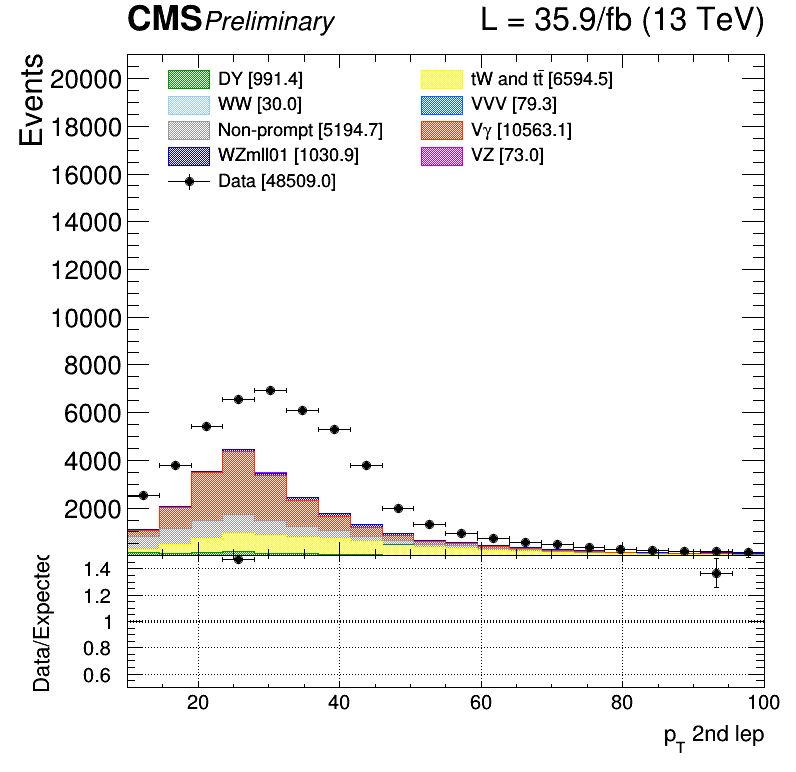 CMS Preliminary L = 35.9/fb (13 TeV)
Events
20000
18000
16000
14000
12000
10000
8000
6000
4000
2000
DY [991.4]
WW [30.0]
Non-prompt [5194.7]
WZmll01 [1030.9]
Data [48509.0]
tW and tt̄ [6594.5]
VVV [79.3]
Vγ [10563.1]
VZ [73.0]
Data/Expected
1.4
1.2
1
0.8
0.6
20 40 60 80 100
p_T 2nd lep